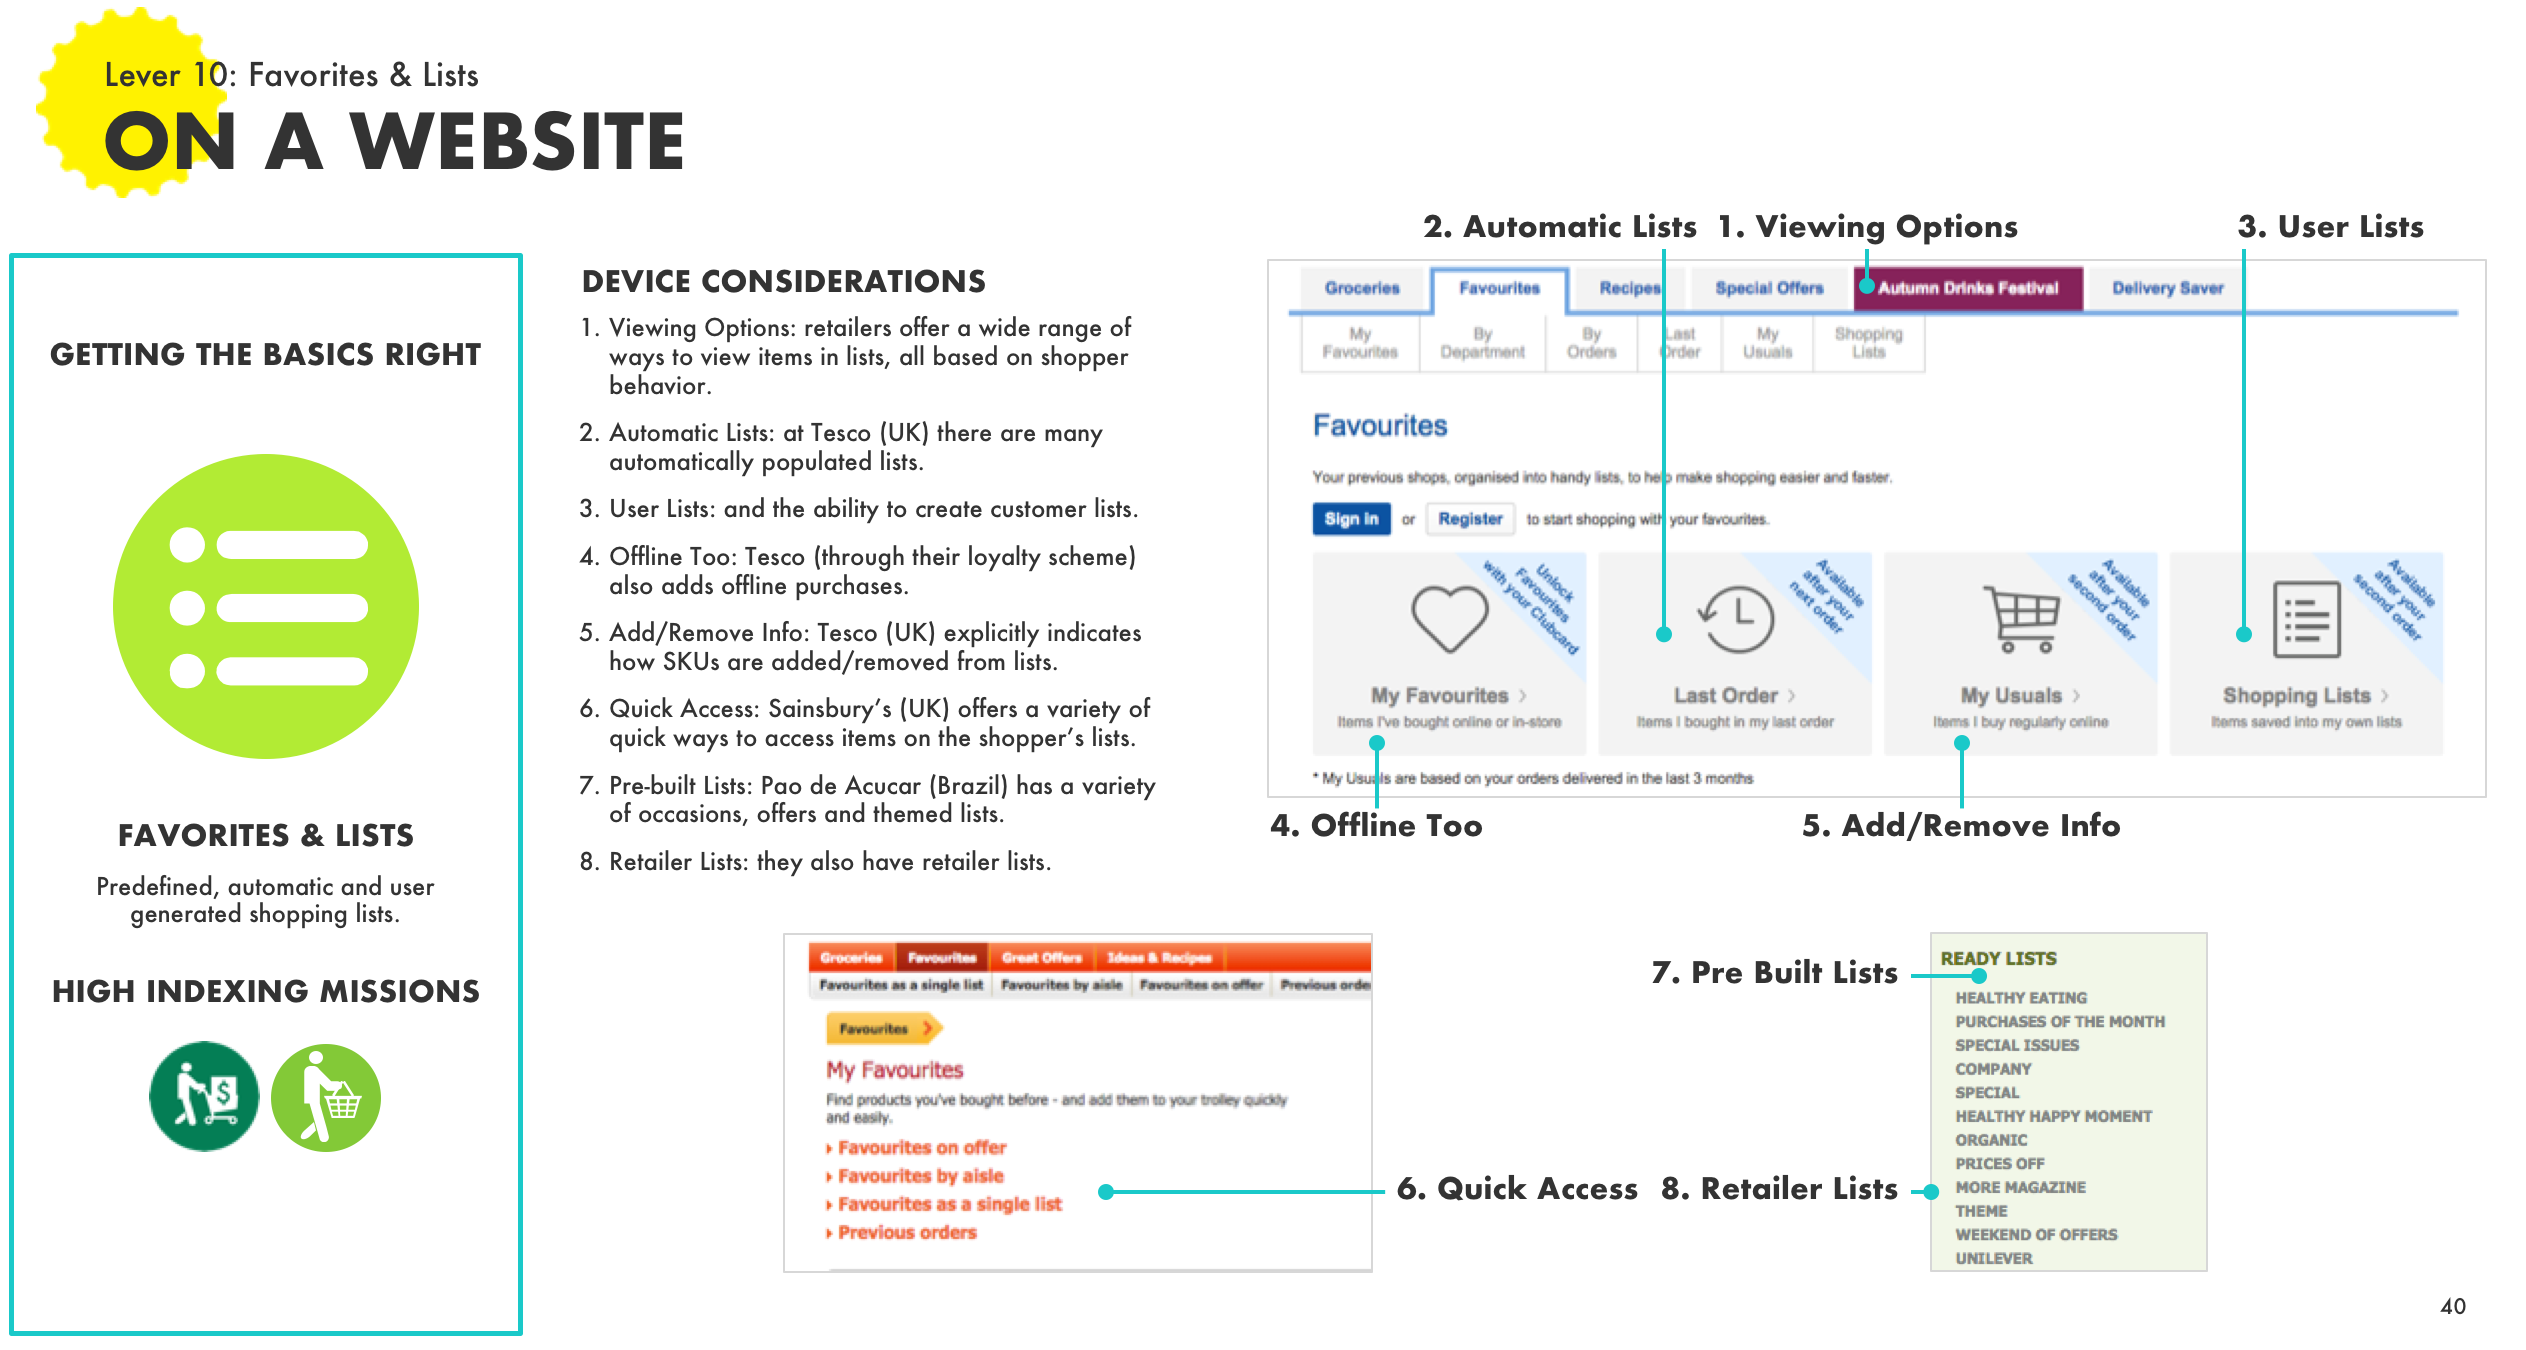 Lever 10: Favorites & Lists
ON A WEBSITE
GETTING THE BASICS RIGHT
FAVORITES & LISTS
Predefined, automatic and user
generated shopping lists.
HIGH INDEXING MISSIONS
$
DEVICE CONSIDERATIONS
1. Viewing Options: retailers offer a wide range of
ways to view items in lists, all based on shopper
behavior.
2. Automatic Lists: at Tesco (UK) there are many
automatically populated lists.
3. User Lists: and the ability to create customer lists.
4. Offline Too: Tesco (through their loyalty scheme)
also adds offline purchases.
5. Add/Remove Info: Tesco (UK) explicitly indicates
how SKUs are added/removed from lists.
6. Quick Access: Sainsbury's (UK) offers a variety of
quick ways to access items on the shopper's lists.
7. Pre-built Lists: Pao de Acucar (Brazil) has a variety
of occasions, offers and themed lists.
8. Retailer Lists: they also have retailer lists.
2. Automatic Lists 1. Viewing Options 3. User Lists
Groceries Favourites Recipes Special Offers Autumn Drinks Festival Delivery Saver
My Favourites By Department By Orders Last Order My Usuals Shopping Lists
Favourites
Your previous shops, organised into handy lists, to help make shopping easier and faster.
Sign in or Register to start shopping with your favourites.
Unlock Favourites with your Clubcard
Available after your next order
Available after your second order
Available after your second order
My Favourites > Last Order > My Usuals > Shopping Lists >
Items I've bought online or in-store Items I bought in my last order Items I buy regularly online Items saved into my own lists
* My Usuals are based on your orders delivered in the last 3 months
4. Offline Too 5. Add/Remove Info
Groceries Favourites Great Offers Ideas & Recipes
Favourites as a single list Favourites by aisle Favourites on offer Previous orde
Favourites
My Favourites
Find products you've bought before - and add them to your trolley quickly
and easily.
Favourites on offer
Favourites by aisle
Favourites as a single list
Previous orders
6. Quick Access
7. Pre Built Lists
8. Retailer Lists
READY LISTS
HEALTHY EATING
PURCHASES OF THE MONTH
SPECIAL ISSUES
COMPANY
SPECIAL
HEALTHY HAPPY MOMENT
ORGANIC
PRICES OFF
MORE MAGAZINE
THEME
WEEKEND OF OFFERS
UNILEVER
40